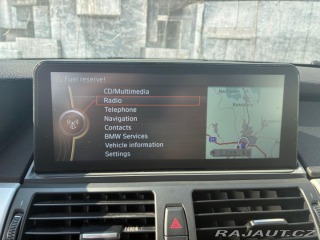 Fuel reserve!
CD/Multimedia
Radio
Telephone
Navigation
Contacts
BMW Services
Vehicle information
Settings
RAJAUT.CZ